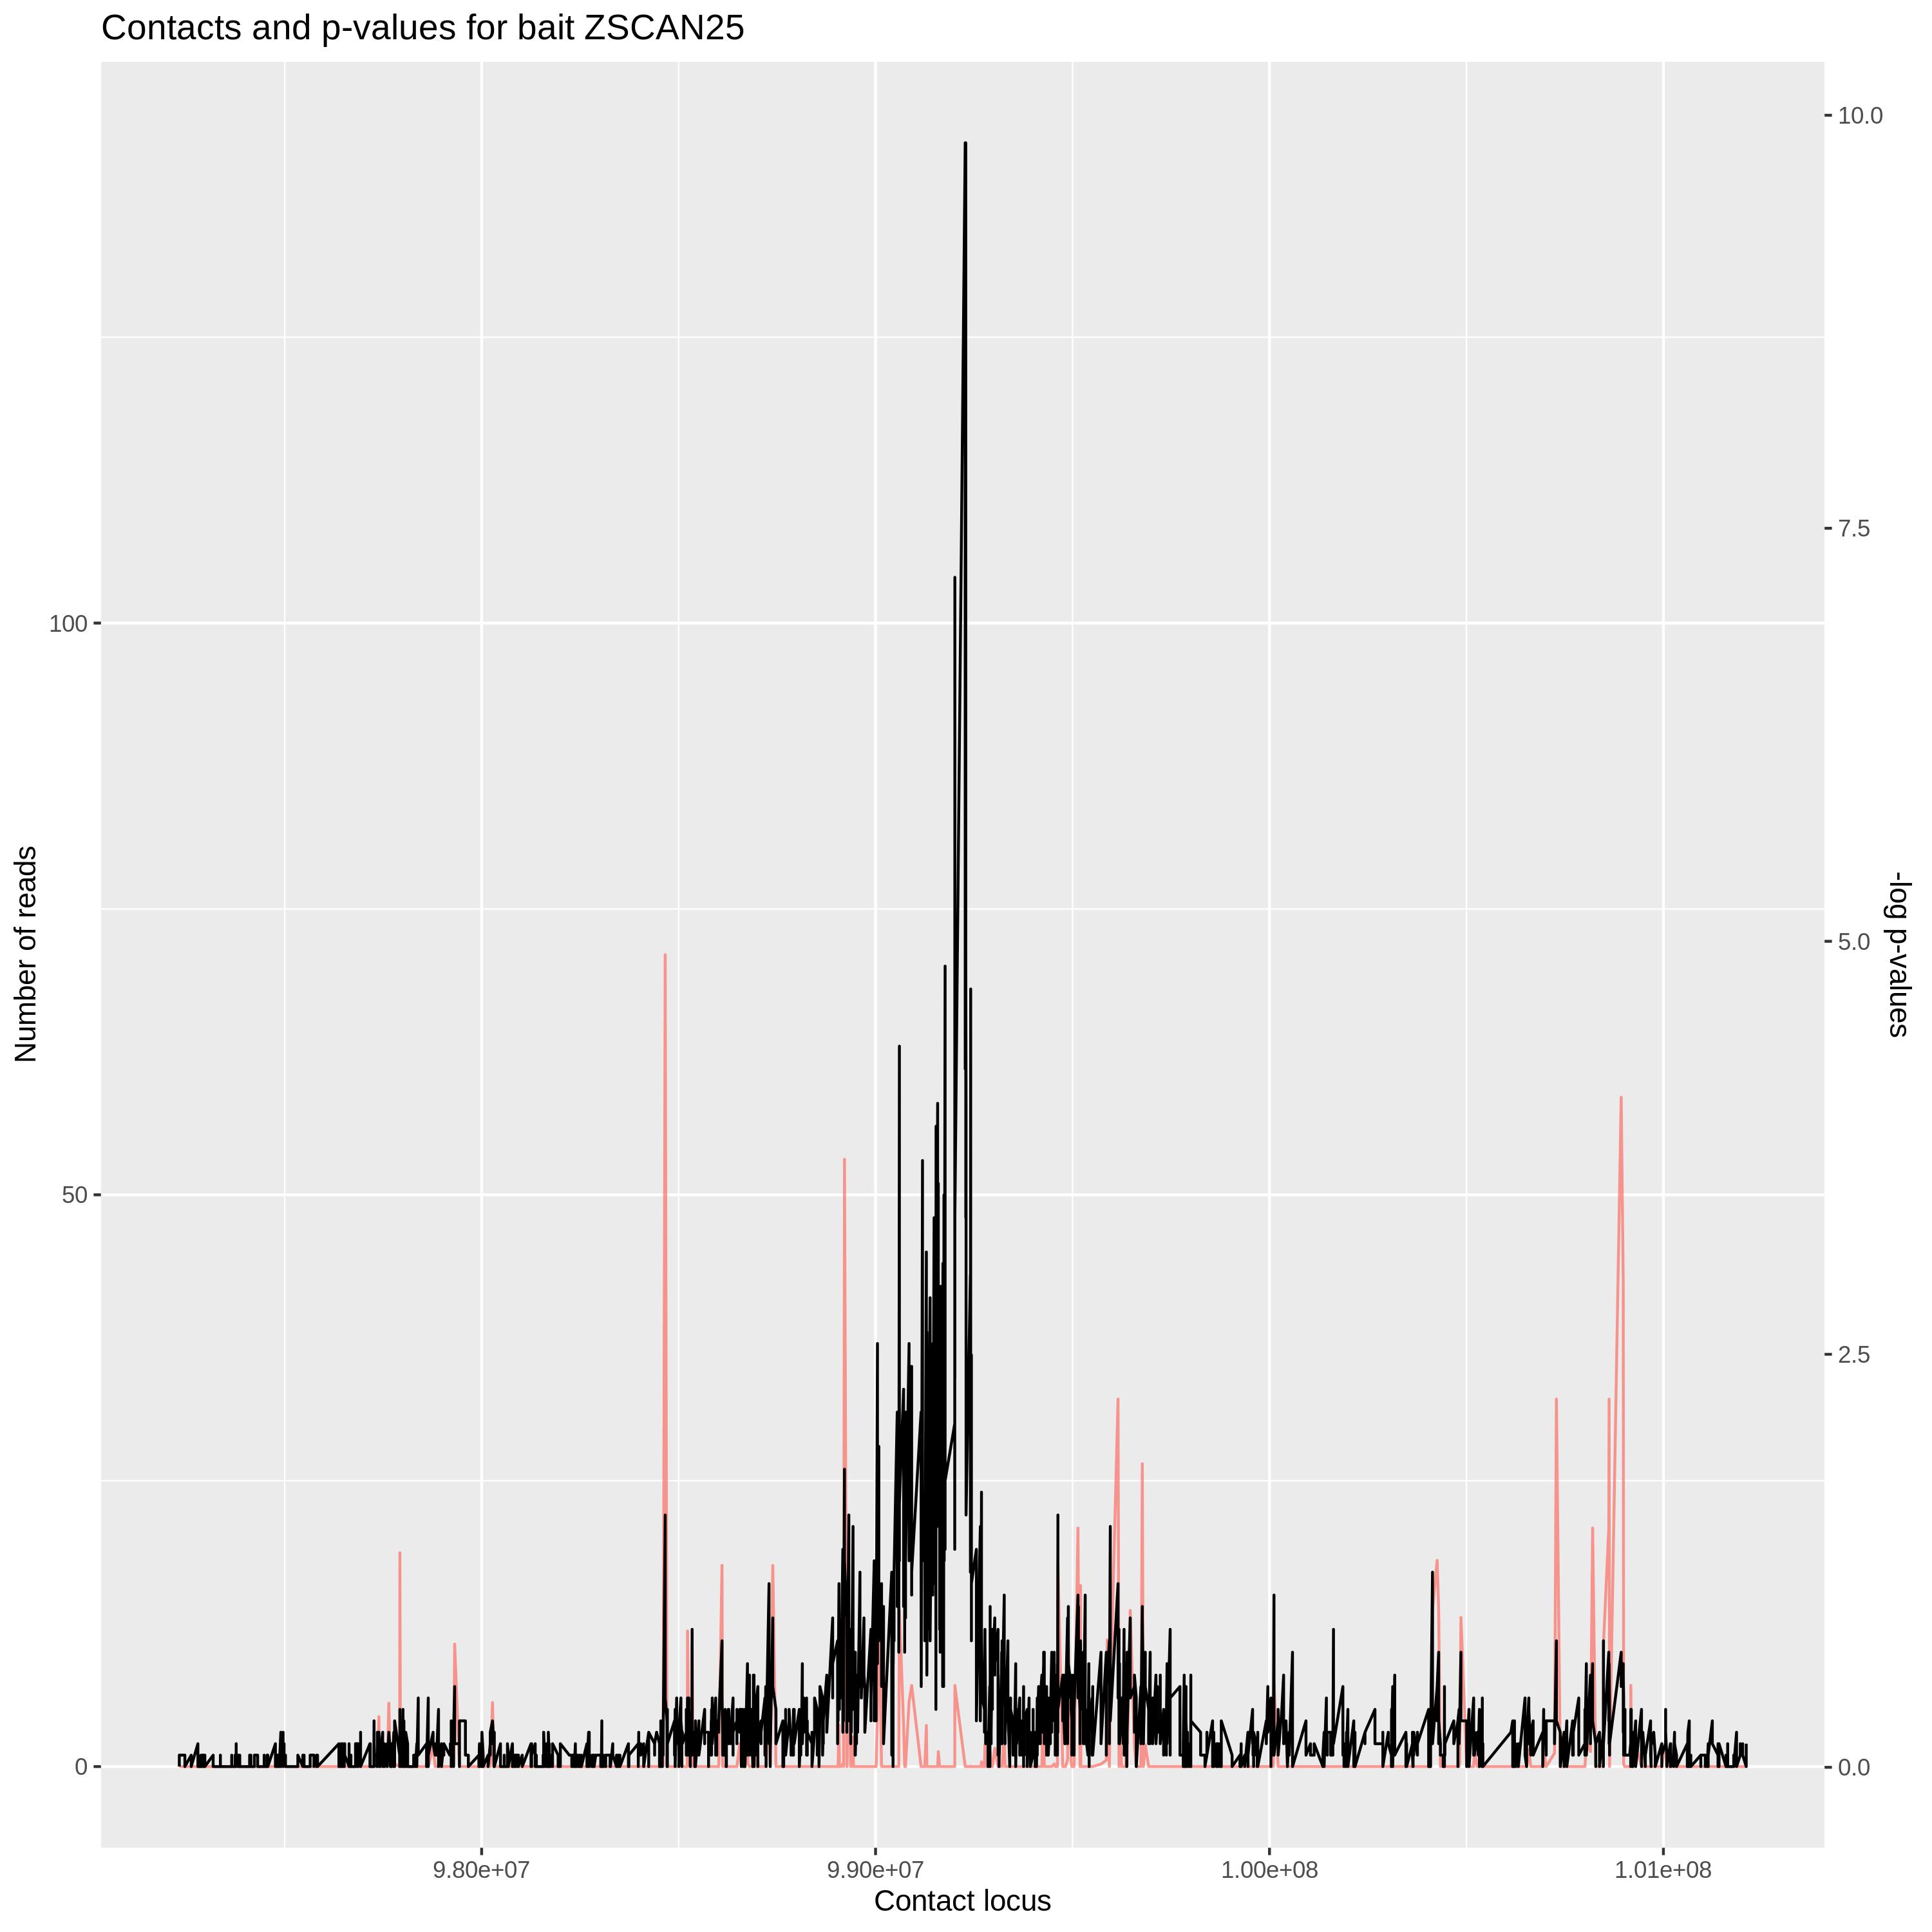 Contacts and p-values for bait ZSCAN25
Number of reads
100
50
0
10.0
7.5
5.0
2.5
0.0
-log p-values
9.80e+07
9.90e+07
1.00e+08
1.01e+08
Contact locus